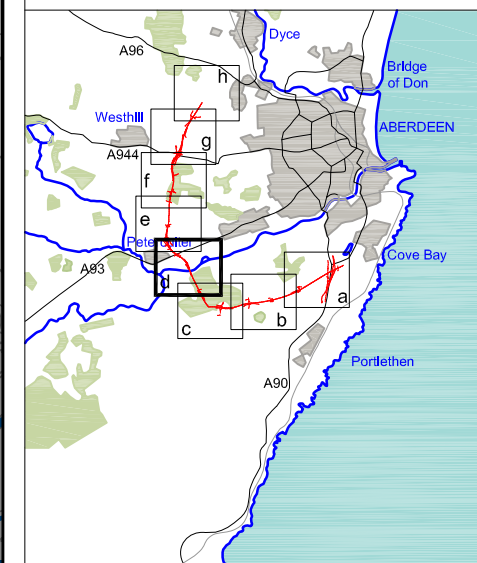 Dyce
A96
Bridge
of Don
h
Westhill
ABERDEEN
g
A944
f
e
Peterculter
Cove Bay
A93
d
a
b
c
Portlethen
A90